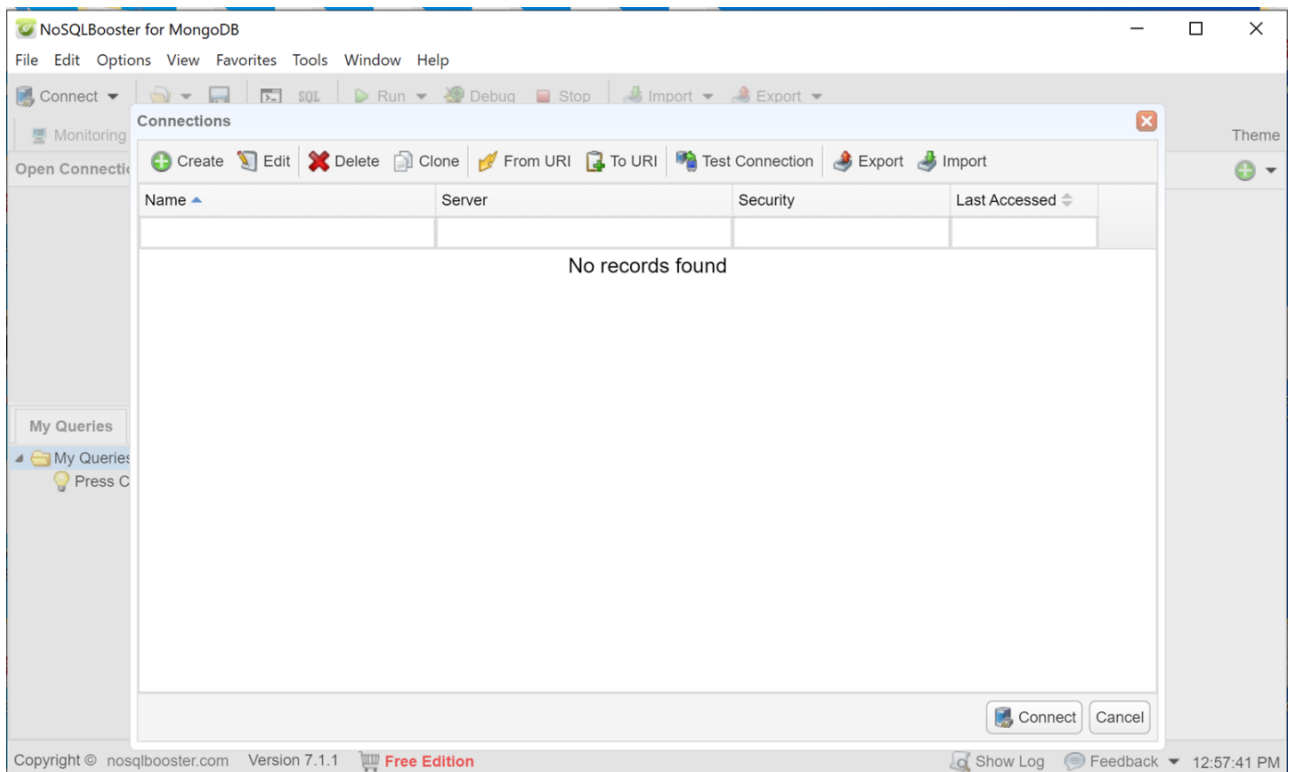 NoSQLBooster for MongoDB
File Edit Options View Favorites Tools Window Help
Connect SQL Run Debug Stop Import Export
Connections
Monitoring Theme
Create Edit Delete Clone From URI To URI Test Connection Export Import
Open Connectio
Name Server Security Last Accessed
No records found
My Queries
My Queries
Press C
Connect Cancel
Copyright © nosqlbooster.com Version 7.1.1 Free Edition Show Log Feedback 12:57:41 PM